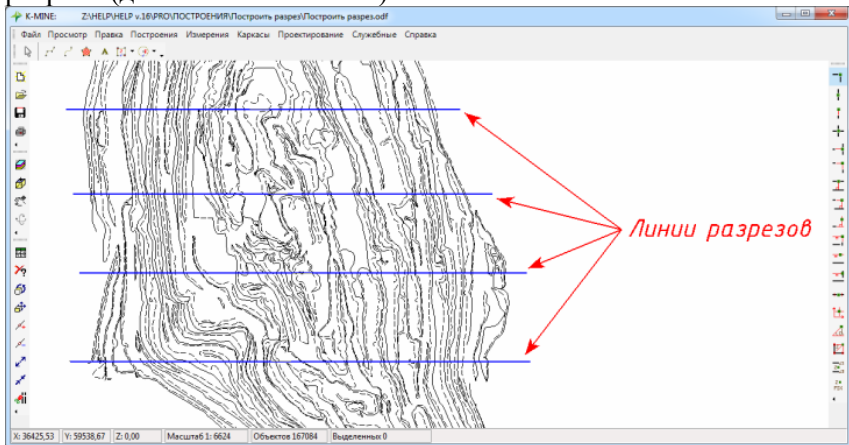 K-MINE: Z:\HELP\HELP v.16\PRO\ПОСТРОЕНИЯ\Построить разрез\Построить разрез.odf
Файл Просмотр Правка Построения Измерения Каркасы Проектирование Служебные Справка
Линии разрезов
X: 36425,53 Y: 59538,67 Z: 0,00 Масштаб 1: 6624 Объектов 167084 Выделенных 0